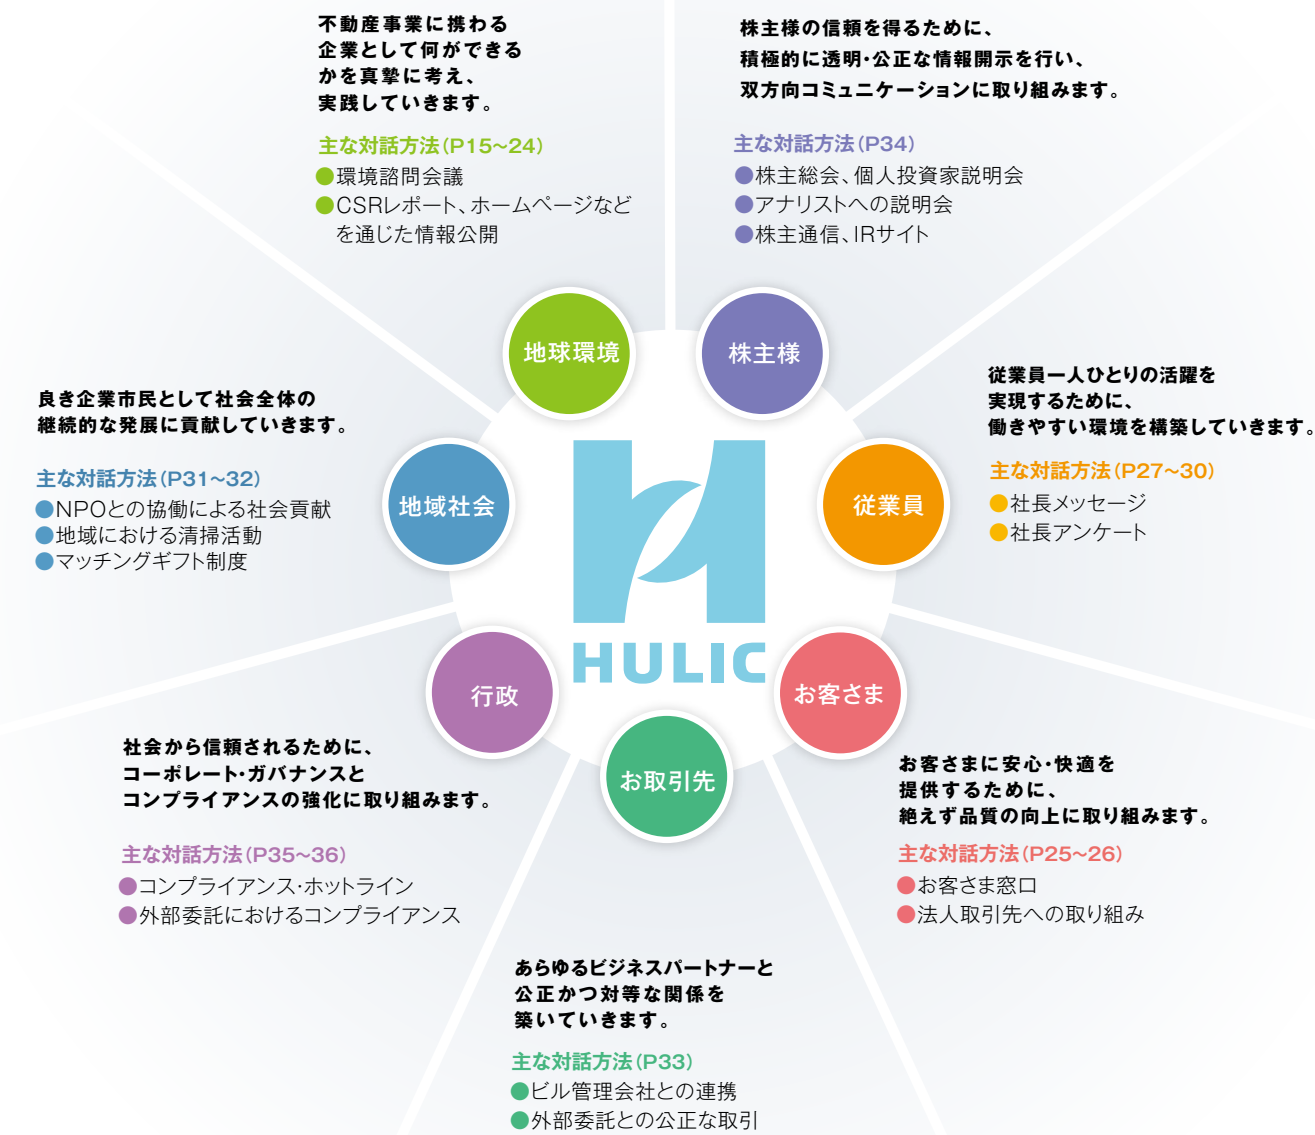 不動産事業に携わる
企業として何ができる
かを真摯に考え、
実践していきます。
主な対話方法(P15~24)
●環境諮問会議
●CSRレポート、ホームページなど
を通じた情報公開
株主様の信頼を得るために、
積極的に透明・公正な情報開示を行い、
双方向コミュニケーションに取り組みます。
主な対話方法(P34)
●株主総会、個人投資家説明会
●アナリストへの説明会
●株主通信、IRサイト
地球環境
株主様
良き企業市民として社会全体の
継続的な発展に貢献していきます。
主な対話方法(P31~32)
●NPOとの協働による社会貢献
●地域における清掃活動
●マッチングギフト制度
地域社会
従業員
従業員一人ひとりの活躍を
実現するために、
働きやすい環境を構築していきます。
主な対話方法(P27~30)
●社長メッセージ
●社長アンケート
HULIC
行政
お客さま
お取引先
社会から信頼されるために、
コーポレート・ガバナンスと
コンプライアンスの強化に取り組みます。
主な対話方法(P35~36)
●コンプライアンス・ホットライン
●外部委託におけるコンプライアンス
お客さまに安心・快適を
提供するために、
絶えず品質の向上に取り組みます。
主な対話方法(P25~26)
●お客さま窓口
●法人取引先への取り組み
あらゆるビジネスパートナーと
公正かつ対等な関係を
築いていきます。
主な対話方法(P33)
●ビル管理会社との連携
●外部委託との公正な取引